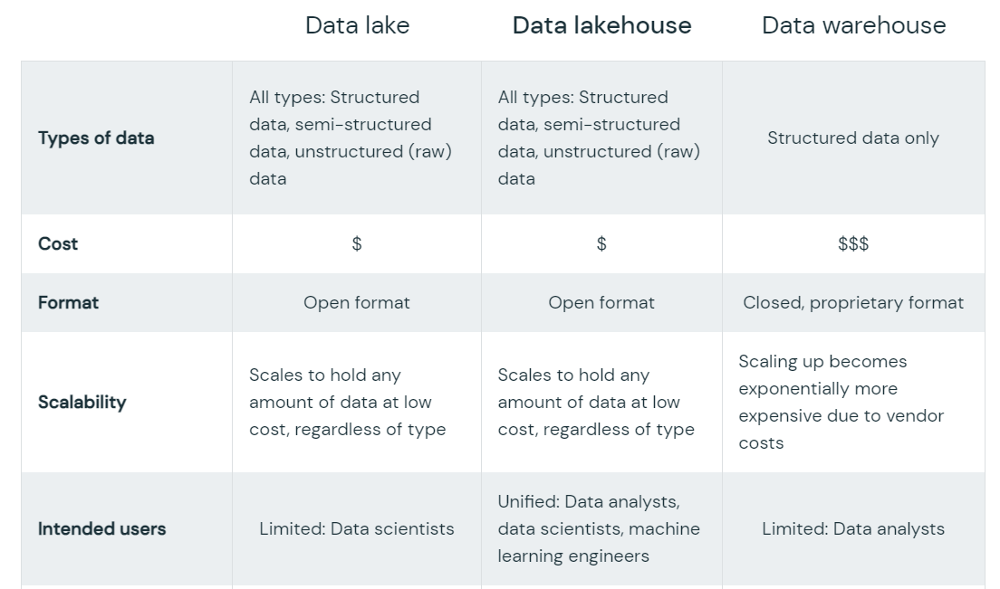 Data lake
Data lakehouse
Data warehouse
Types of data
All types: Structured
data, semi-structured
data, unstructured (raw)
data
All types: Structured
data, semi-structured
data, unstructured (raw)
data
Structured data only
Cost
$
$
$$$
Format
Open format
Open format
Closed, proprietary format
Scalability
Scales to hold any
amount of data at low
cost, regardless of type
Scales to hold any
amount of data at low
cost, regardless of type
Scaling up becomes
exponentially more
expensive due to vendor
costs
Intended users
Limited: Data scientists
Unified: Data analysts,
data scientists, machine
learning engineers
Limited: Data analysts